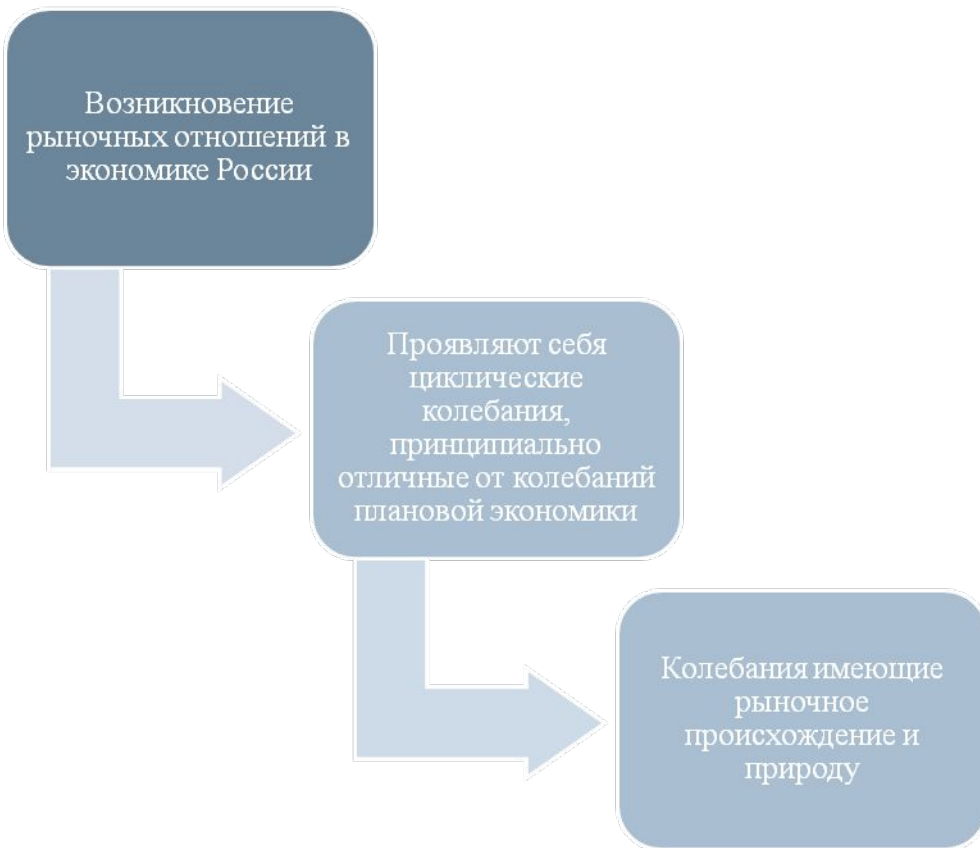 Возникновение
рыночных отношений в
экономике России
Проявляют себя
циклические
колебания,
принципиально
отличные от колебаний
плановой экономики
Колебания имеющие
рыночное
происхождение и
природу